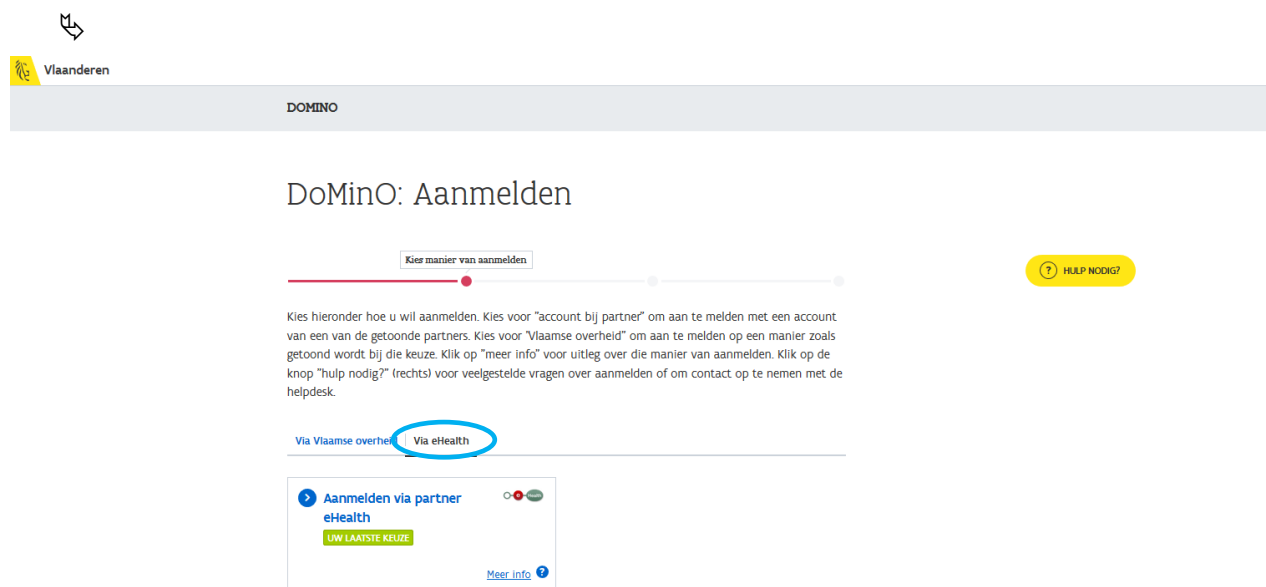 Vlaanderen
DOMINO
DoMinO: Aanmelden
Kies manier van aanmelden
? HULP NODIG?
Kies hieronder hoe u wil aanmelden. Kies voor "account bij partner" om aan te melden met een account
van een van de getoonde partners. Kies voor "Vlaamse overheid" om aan te melden op een manier zoals
getoond wordt bij die keuze. Klik op "meer info" voor uitleg over die manier van aanmelden. Klik op de
knop "hulp nodig?" (rechts) voor veelgestelde vragen over aanmelden of om contact op te nemen met de
helpdesk.
Via Vlaamse overheid Via eHealth
Aanmelden via partner
eHealth
UW LAATSTE KEUZE
Meer info ?